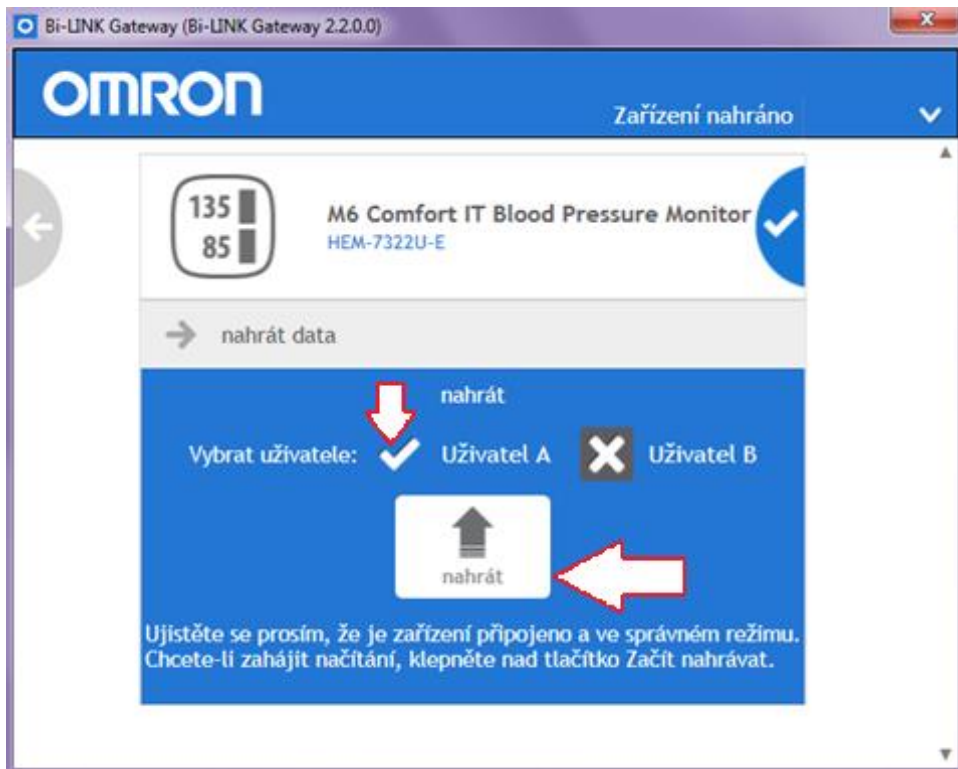 Bi-LINK Gateway (Bi-LINK Gateway 2.2.0.0)
OMRON
Zařízení nahráno
135
85
M6 Comfort IT Blood Pressure Monitor
HEM-7322U-E
nahrát data
nahrát
Vybrat uživatele: Uživatel A Uživatel B
nahrát
Ujistěte se prosím, že je zařízení připojeno a ve správném režimu.
Chcete-li zahájit načítání, klepněte nad tlačítko Začít nahrávat.